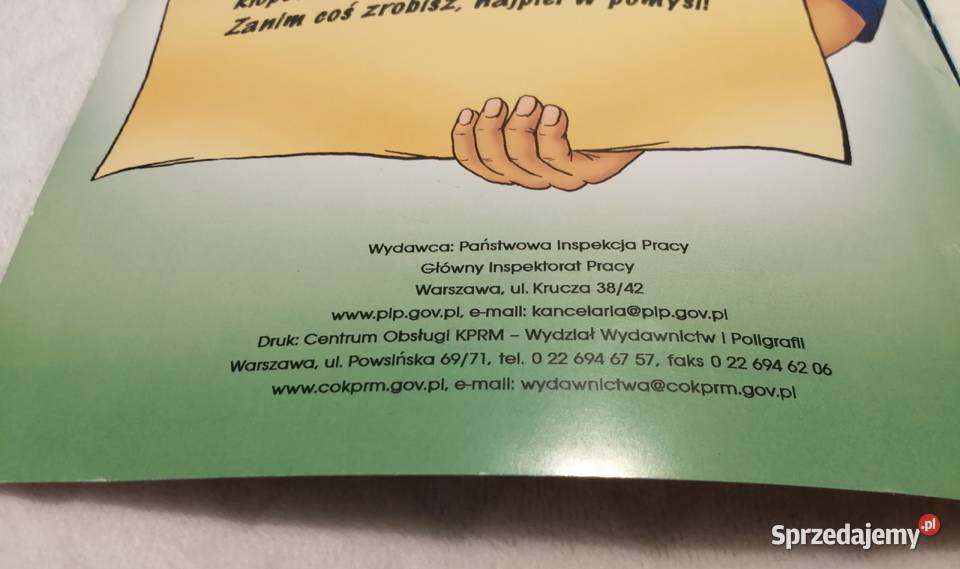 Zanim coś zrobisz, najpierw pomyśl!
Wydawca: Państwowa Inspekcja Pracy
Główny Inspektorat Pracy
Warszawa, ul. Krucza 38/42
www.pip.gov.pl, e-mail: kancelaria@pip.gov.pl
Druk: Centrum Obsługi KPRM – Wydział Wydawnictw i Poligrafii
Warszawa, ul. Powsińska 69/71, tel. 0 22 694 67 57, faks 0 22 694 62 06
www.cokprm.gov.pl, e-mail: wydawnictwa@cokprm.gov.pl
Sprzedajemy.pl